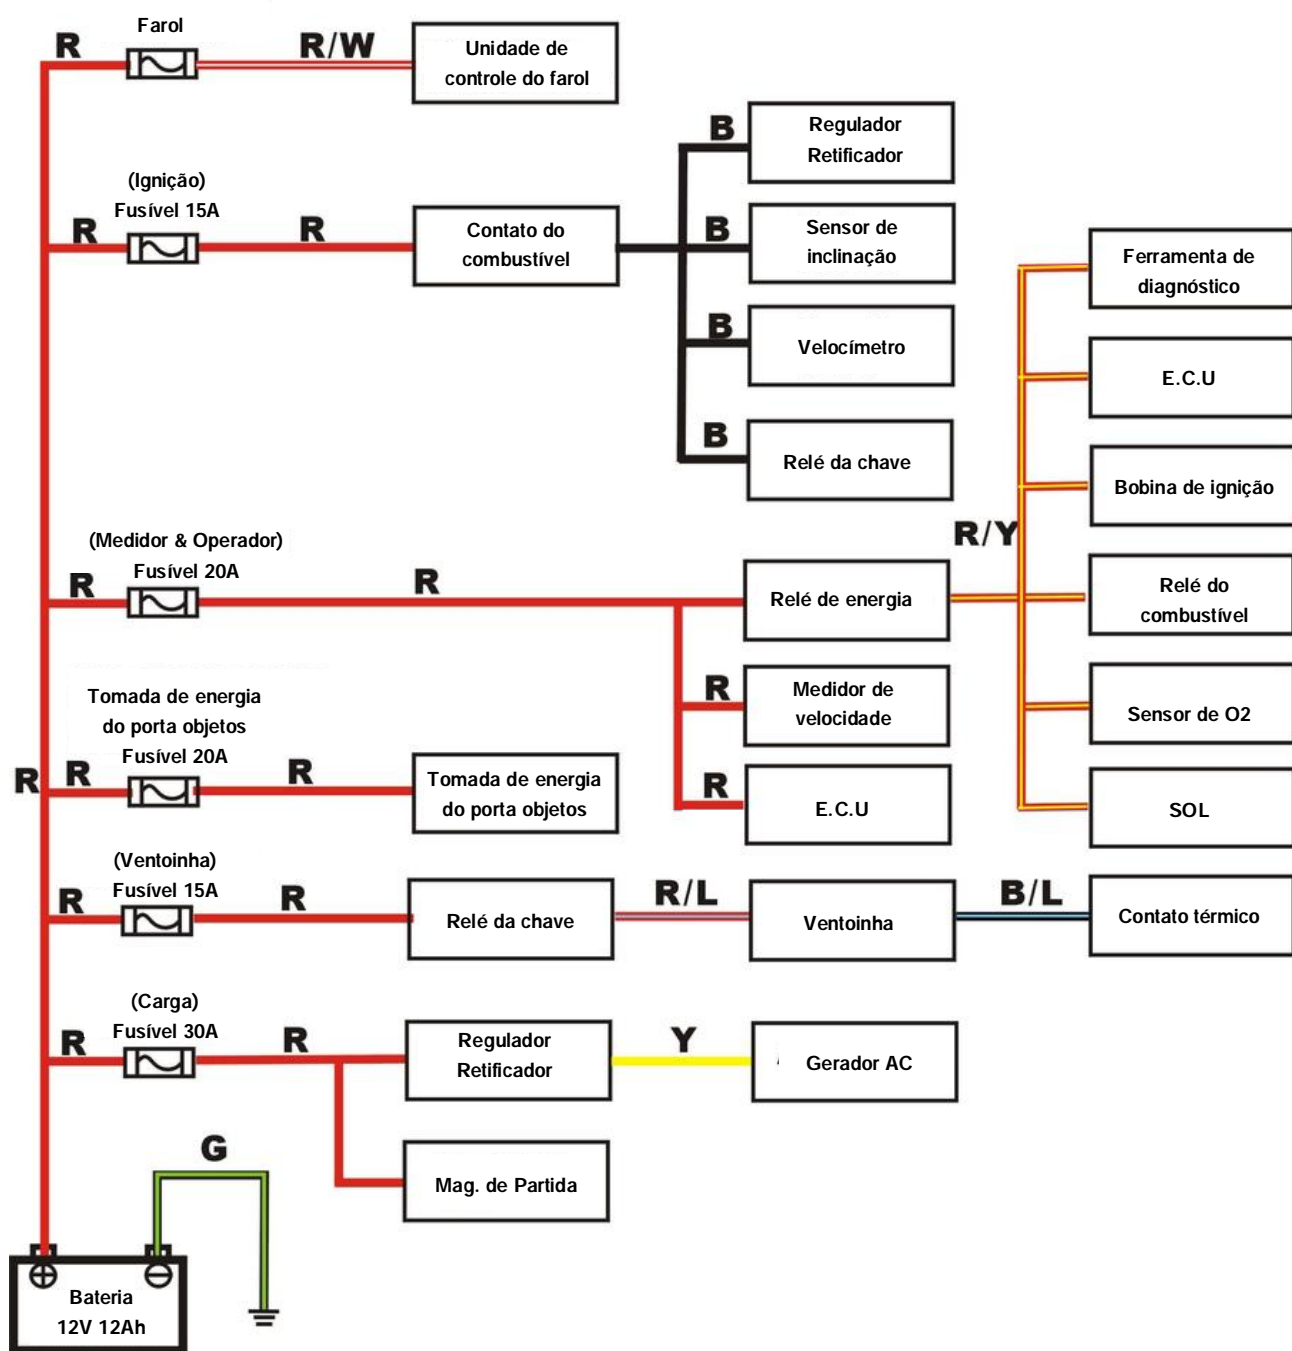 Farol
R
R/W
Unidade de
controle do farol
B
Regulador
Retificador
(Ignição)
Fusível 15A
R
R
Contato do
combustível
B
Sensor de
inclinação
Ferramenta de
diagnóstico
B
Velocímetro
E.C.U
B
Relé da chave
Bobina de ignição
R/Y
(Medidor & Operador)
Fusível 20A
R
R
Relé de energia
Relé do
combustível
R
Medidor de
velocidade
Sensor de O2
Tomada de energia
do porta objetos
Fusível 20A
R
R
R
Tomada de energia
do porta objetos
R
E.C.U
SOL
(Ventoinha)
Fusível 15A
R
R
Relé da chave
R/L
Ventoinha
B/L
Contato térmico
(Carga)
Fusível 30A
R
R
Regulador
Retificador
Y
Gerador AC
G
Mag. de Partida
Bateria
12V 12Ah